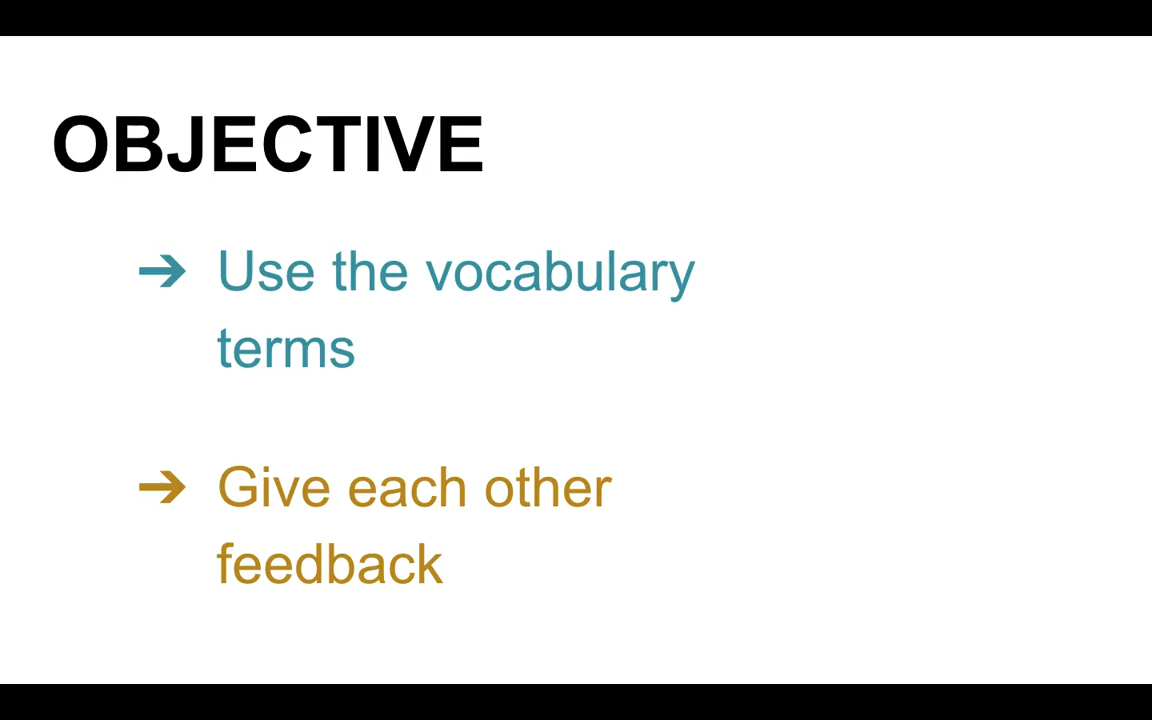 OBJECTIVE
➔ Use the vocabulary
terms
➔ Give each other
feedback